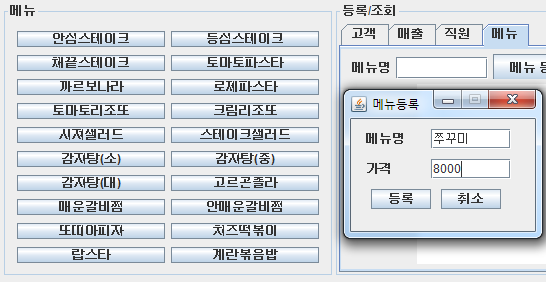 메뉴
안심스테이크 등심스테이크
채끝스테이크 토마토파스타
까르보나라 로제파스타
토마토리조또 크림리조또
시저샐러드 스테이크샐러드
감자탕(소) 감자탕(중)
감자탕(대) 고르곤졸라
매운갈비찜 안매운갈비찜
또띠아피자 치즈떡볶이
랍스타 계란볶음밥
등록/조회
고객 매출 직원 메뉴
메뉴명 메뉴
메뉴등록
메뉴명 쭈꾸미
가격 8000
등록 취소